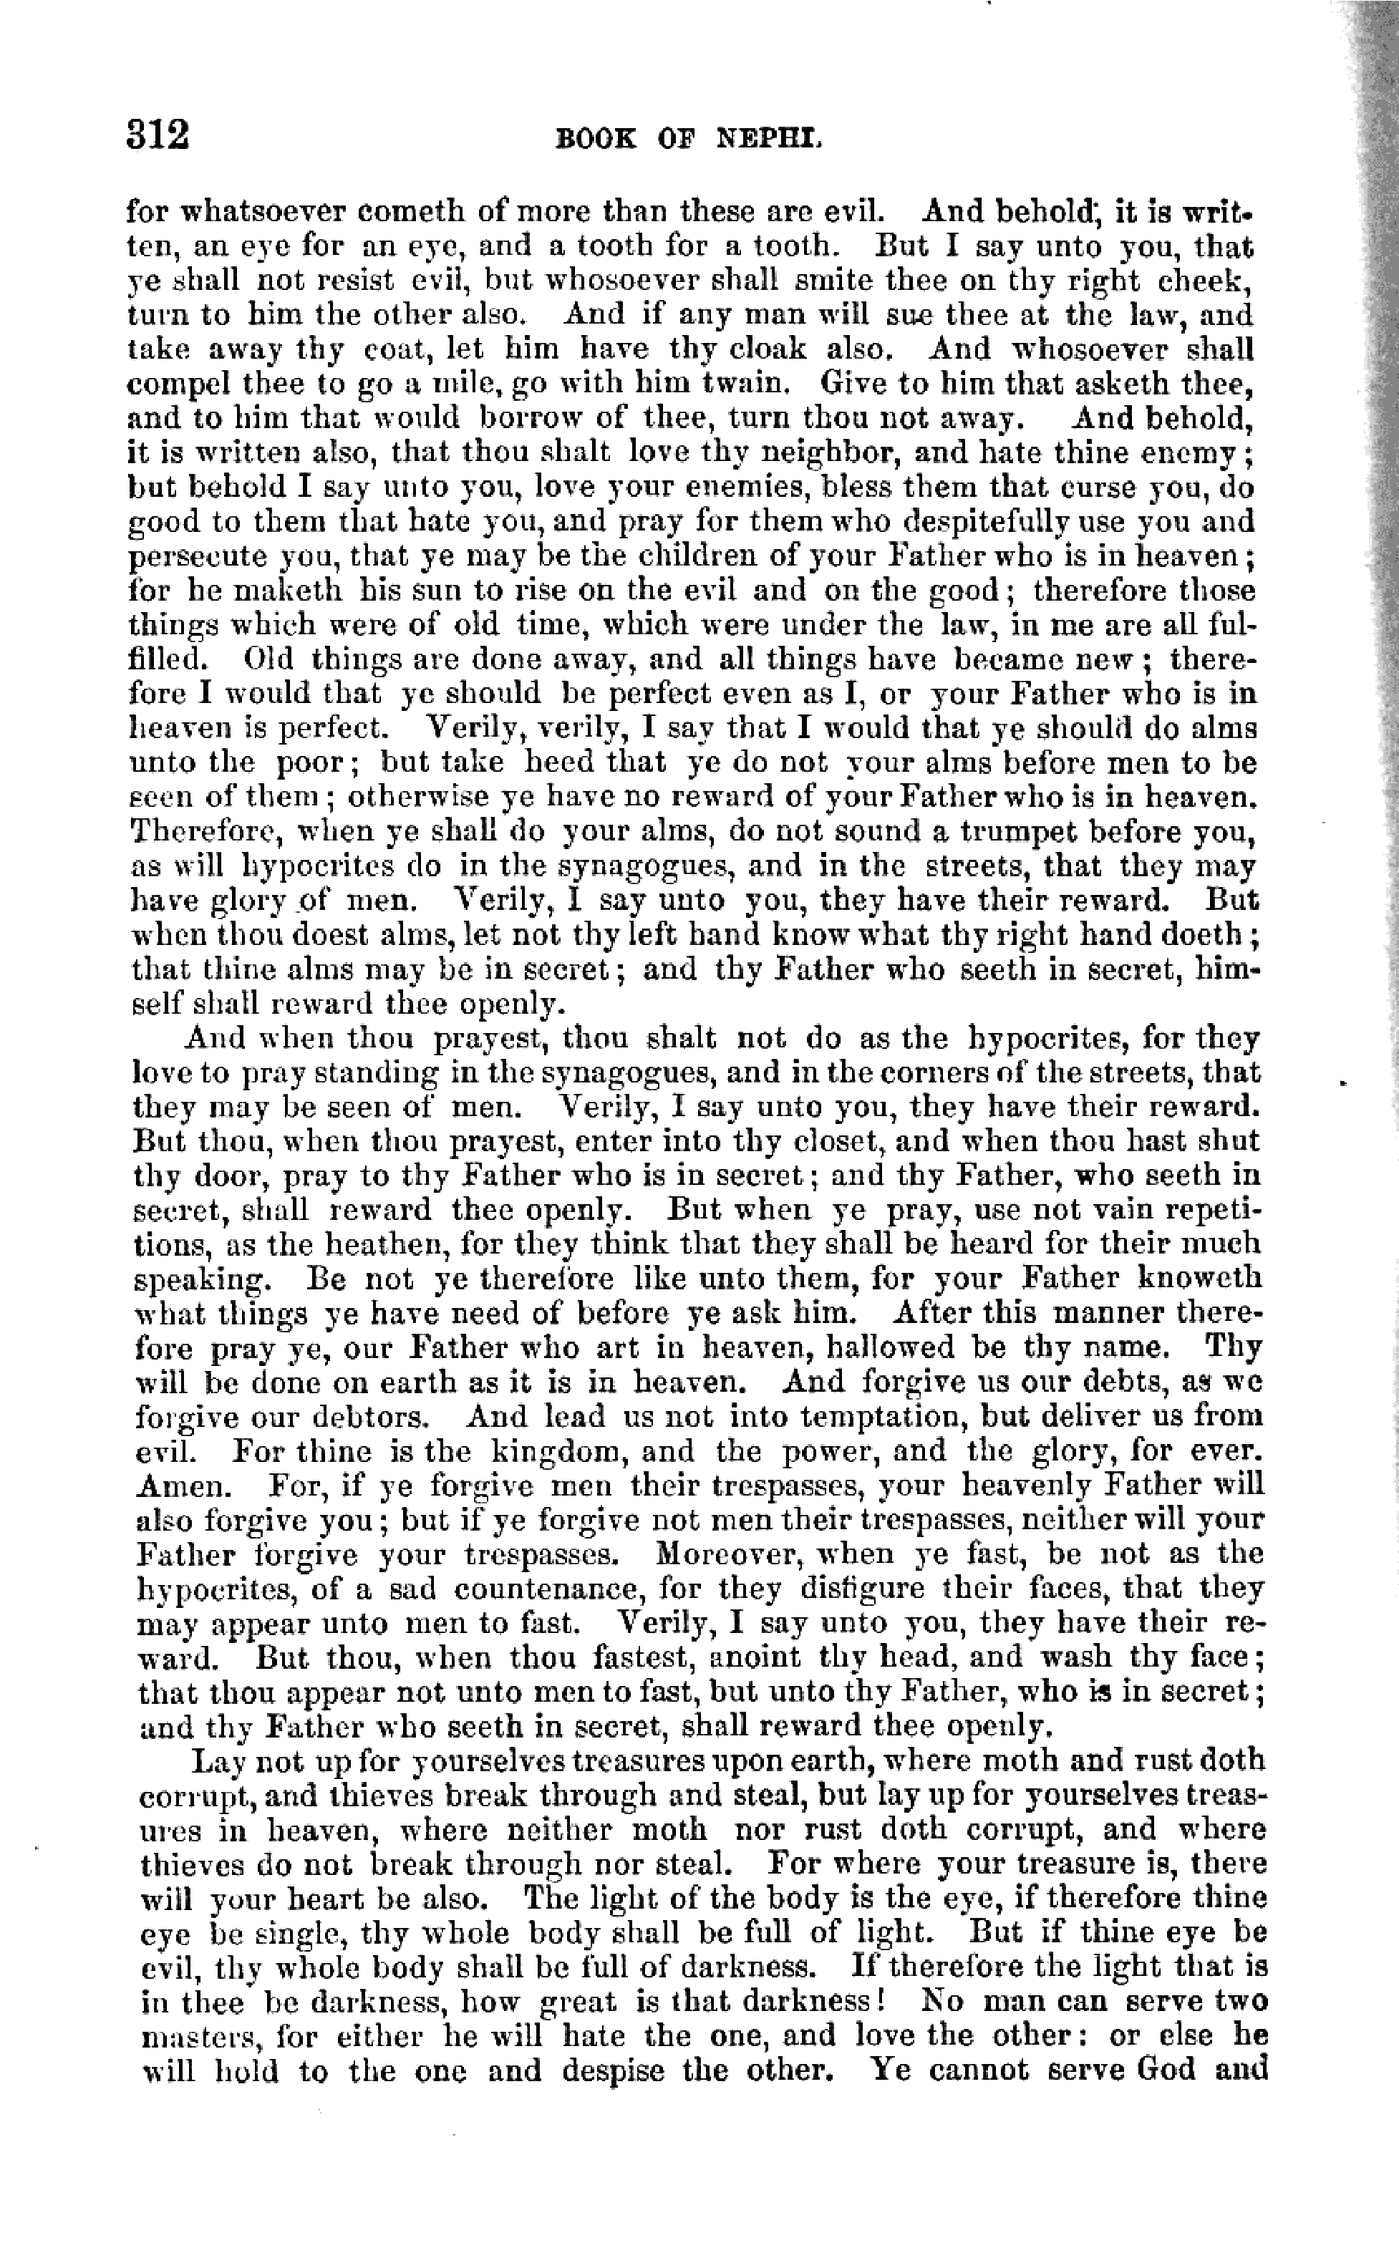 312 BOOK OF NEPHI.
for whatsoever cometh of more than these are evil. And behold, it is writ-
ten, an eye for an eye, and a tooth for a tooth. But I say unto you, that
ye shall not resist evil, but whosoever shall smite thee on thy right cheek,
turn to him the other also. And if any man will sue thee at the law, and
take away thy coat, let him have thy cloak also. And whosoever shall
compel thee to go a mile, go with him twain. Give to him that asketh thee,
and to him that would borrow of thee, turn thou not away. And behold,
it is written also, that thou shalt love thy neighbor, and hate thine enemy;
but behold I say unto you, love your enemies, bless them that curse you, do
good to them that hate you, and pray for them who despitefully use you and
persecute you, that ye may be the children of your Father who is in heaven;
for he maketh his sun to rise on the evil and on the good; therefore those
things which were of old time, which were under the law, in me are all ful-
filled. Old things are done away, and all things have became new; there-
fore I would that ye should be perfect even as I, or your Father who is in
heaven is perfect. Verily, verily, I say that I would that ye should do alms
unto the poor; but take heed that ye do not your alms before men to be
seen of them; otherwise ye have no reward of your Father who is in heaven.
Therefore, when ye shall do your alms, do not sound a trumpet before you,
as will hypocrites do in the synagogues, and in the streets, that they may
have glory of men. Verily, I say unto you, they have their reward. But
when thou doest alms, let not thy left hand know what thy right hand doeth;
that thine alms may be in secret; and thy Father who seeth in secret, him-
self shall reward thee openly.
And when thou prayest, thou shalt not do as the hypocrites, for they
love to pray standing in the synagogues, and in the corners of the streets, that
they may be seen of men. Verily, I say unto you, they have their reward.
But thou, when thou prayest, enter into thy closet, and when thou hast shut
thy door, pray to thy Father who is in secret; and thy Father, who seeth in
secret, shall reward thee openly. But when ye pray, use not vain repeti-
tions, as the heathen, for they think that they shall be heard for their much
speaking. Be not ye therefore like unto them, for your Father knoweth
what things ye have need of before ye ask him. After this manner there-
fore pray ye, our Father who art in heaven, hallowed be thy name. Thy
will be done on earth as it is in heaven. And forgive us our debts, as we
forgive our debtors. And lead us not into temptation, but deliver us from
evil. For thine is the kingdom, and the power, and the glory, for ever.
Amen. For, if ye forgive men their trespasses, your heavenly Father will
also forgive you; but if ye forgive not men their trespasses, neither will your
Father forgive your trespasses. Moreover, when ye fast, be not as the
hypocrites, of a sad countenance, for they disfigure their faces, that they
may appear unto men to fast. Verily, I say unto you, they have their re-
ward. But thou, when thou fastest, anoint thy head, and wash thy face;
that thou appear not unto men to fast, but unto thy Father, who is in secret;
and thy Father who seeth in secret, shall reward thee openly.
Lay not up for yourselves treasures upon earth, where moth and rust doth
corrupt, and thieves break through and steal, but lay up for yourselves treas-
ures in heaven, where neither moth nor rust doth corrupt, and where
thieves do not break through nor steal. For where your treasure is, there
will your heart be also. The light of the body is the eye, if therefore thine
eye be single, thy whole body shall be full of light. But if thine eye be
evil, thy whole body shall be full of darkness. If therefore the light that is
in thee be darkness, how great is that darkness! No man can serve two
masters, for either he will hate the one, and love the other: or else he
will hold to the one and despise the other. Ye cannot serve God and